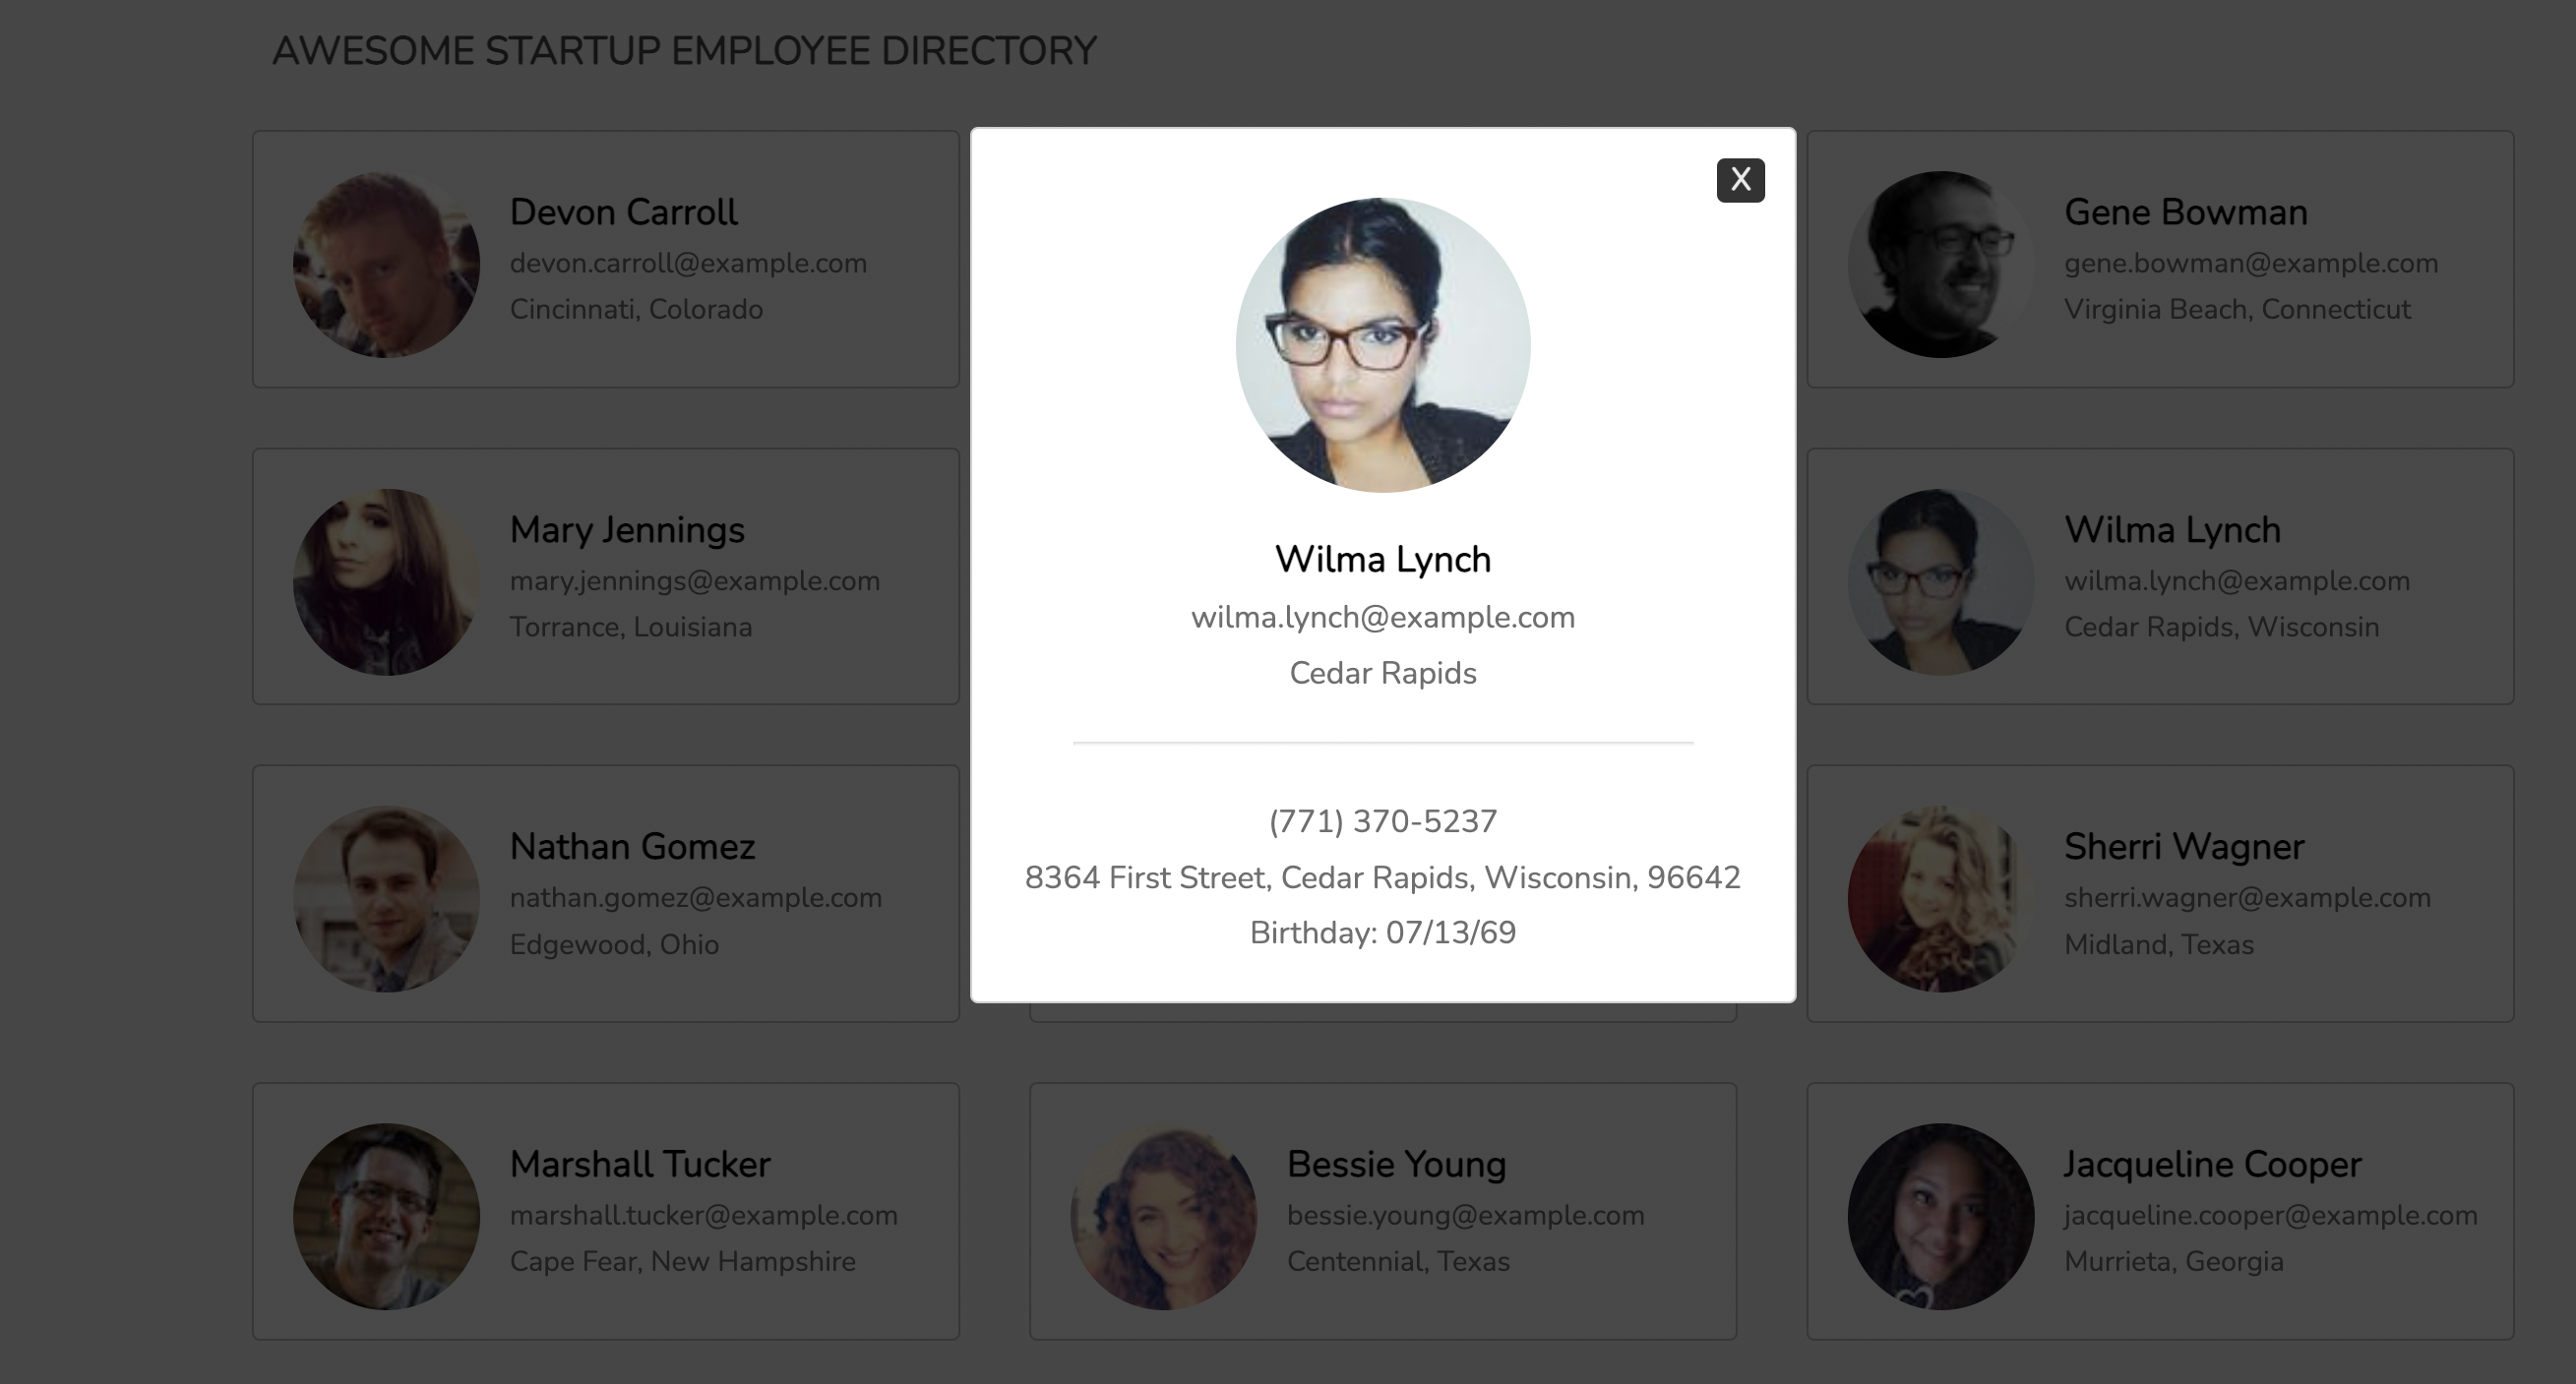 AWESOME STARTUP EMPLOYEE DIRECTORY
Devon Carroll
devon.carroll@example.com
Cincinnati, Colorado
Gene Bowman
gene.bowman@example.com
Virginia Beach, Connecticut
Mary Jennings
mary.jennings@example.com
Torrance, Louisiana
Wilma Lynch
wilma.lynch@example.com
Cedar Rapids, Wisconsin
Nathan Gomez
nathan.gomez@example.com
Edgewood, Ohio
Sherri Wagner
sherri.wagner@example.com
Midland, Texas
Marshall Tucker
marshall.tucker@example.com
Cape Fear, New Hampshire
Bessie Young
bessie.young@example.com
Centennial, Texas
Jacqueline Cooper
jacqueline.cooper@example.com
Murrieta, Georgia
X
Wilma Lynch
wilma.lynch@example.com
Cedar Rapids
(771) 370-5237
8364 First Street, Cedar Rapids, Wisconsin, 96642
Birthday: 07/13/69